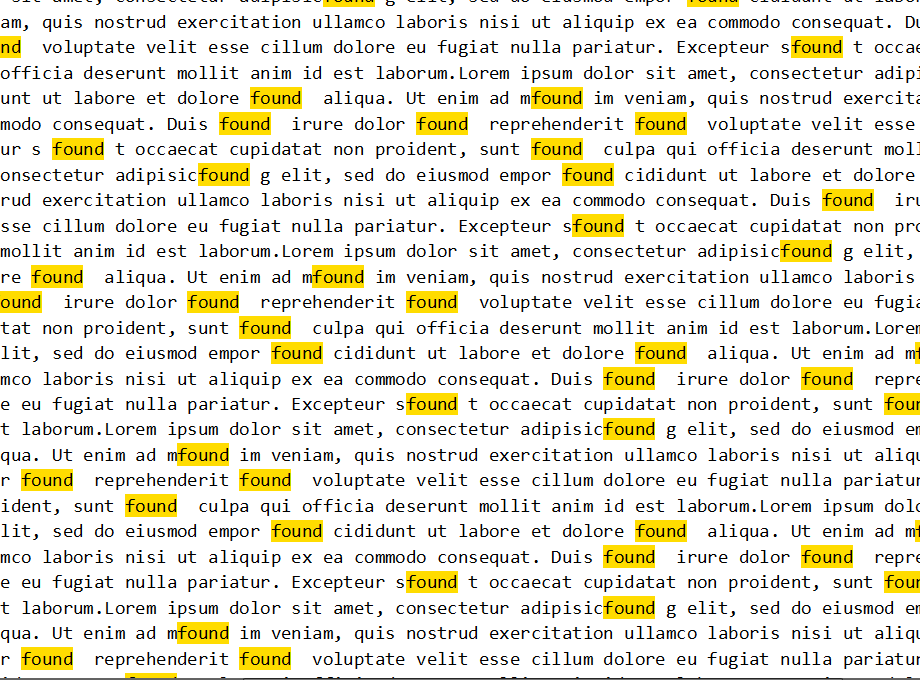 am, quis nostrud exercitation ullamco laboris nisi ut aliquip ex ea commodo consequat. Du
nd voluptate velit esse cillum dolore eu fugiat nulla pariatur. Excepteur sfound t occae
officia deserunt mollit anim id est laborum.Lorem ipsum dolor sit amet, consectetur adipi
unt ut labore et dolore found aliqua. Ut enim ad mfound im veniam, quis nostrud exercita
modo consequat. Duis found irure dolor found reprehenderit found voluptate velit esse
ur s found t occaecat cupidatat non proident, sunt found culpa qui officia deserunt moll
onsectetur adipisicfound g elit, sed do eiusmod empor found cididunt ut labore et dolore
rud exercitation ullamco laboris nisi ut aliquip ex ea commodo consequat. Duis found iru
sse cillum dolore eu fugiat nulla pariatur. Excepteur sfound t occaecat cupidatat non pro
mollit anim id est laborum.Lorem ipsum dolor sit amet, consectetur adipisicfound g elit,
re found aliqua. Ut enim ad mfound im veniam, quis nostrud exercitation ullamco laboris
ound irure dolor found reprehenderit found voluptate velit esse cillum dolore eu fugia
tat non proident, sunt found culpa qui officia deserunt mollit anim id est laborum.Lorem
lit, sed do eiusmod empor found cididunt ut labore et dolore found aliqua. Ut enim ad mf
mco laboris nisi ut aliquip ex ea commodo consequat. Duis found irure dolor found repre
e eu fugiat nulla pariatur. Excepteur sfound t occaecat cupidatat non proident, sunt foun
t laborum.Lorem ipsum dolor sit amet, consectetur adipisicfound g elit, sed do eiusmod em
qua. Ut enim ad mfound im veniam, quis nostrud exercitation ullamco laboris nisi ut aliqu
r found reprehenderit found voluptate velit esse cillum dolore eu fugiat nulla pariatur
ident, sunt found culpa qui officia deserunt mollit anim id est laborum.Lorem ipsum dolo
lit, sed do eiusmod empor found cididunt ut labore et dolore found aliqua. Ut enim ad mf
mco laboris nisi ut aliquip ex ea commodo consequat. Duis found irure dolor found repre
e eu fugiat nulla pariatur. Excepteur sfound t occaecat cupidatat non proident, sunt foun
t laborum.Lorem ipsum dolor sit amet, consectetur adipisicfound g elit, sed do eiusmod em
qua. Ut enim ad mfound im veniam, quis nostrud exercitation ullamco laboris nisi ut aliqu
r found reprehenderit found voluptate velit esse cillum dolore eu fugiat nulla pariatur